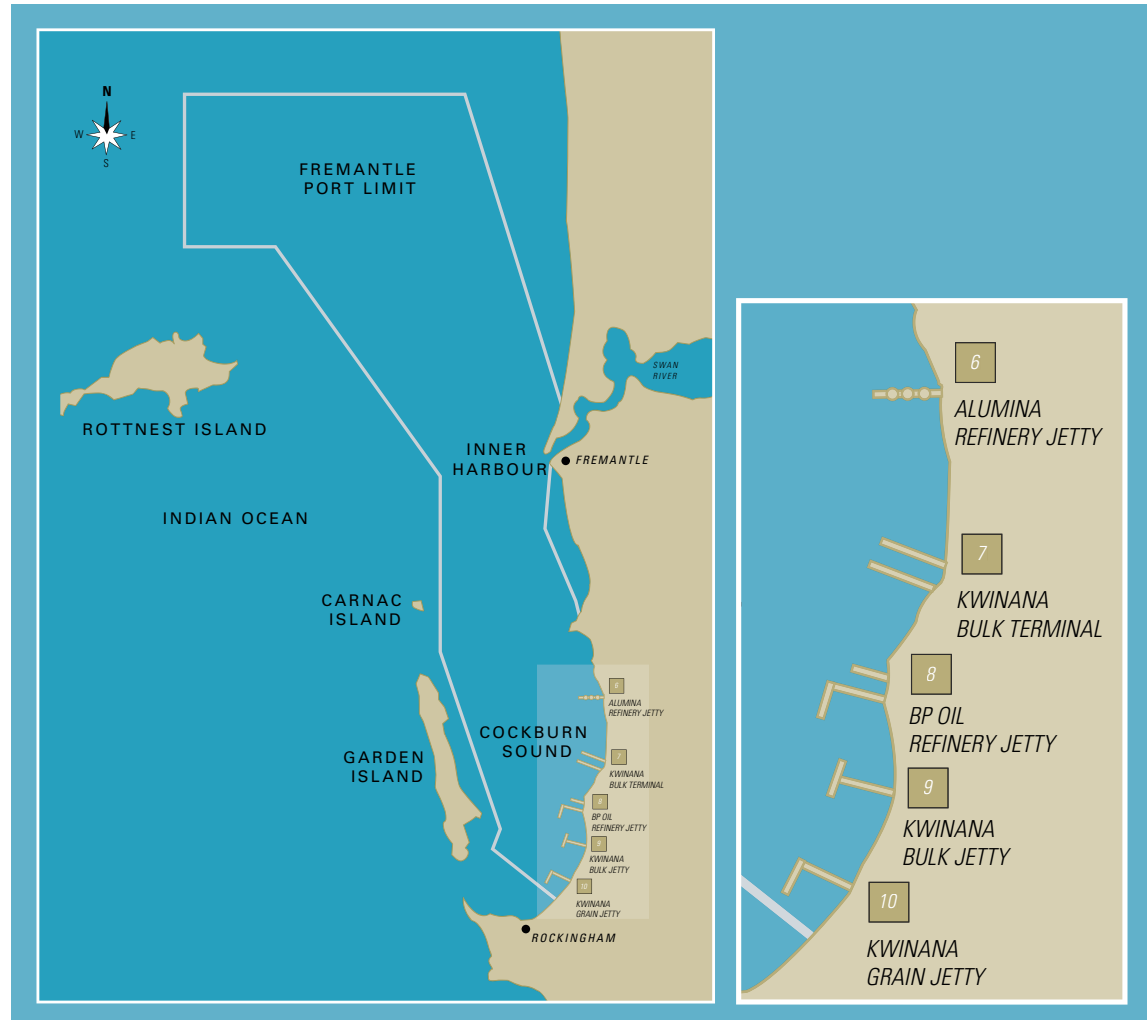 N
W
E
S
FREMANTLE
PORT LIMIT
SWAN
RIVER
ROTTNEST ISLAND
INNER
HARBOUR
FREMANTLE
INDIAN OCEAN
CARNAC
ISLAND
6
ALUMINA
REFINERY JETTY
COCKBURN
SOUND
GARDEN
ISLAND
7
KWINANA
BULK TERMINAL
8
BP OIL
REFINERY JETTY
9
KWINANA
BULK JETTY
10
KWINANA
GRAIN JETTY
ROCKINGHAM
6
ALUMINA
REFINERY JETTY
7
KWINANA
BULK TERMINAL
8
BP OIL
REFINERY JETTY
9
KWINANA
BULK JETTY
10
KWINANA
GRAIN JETTY